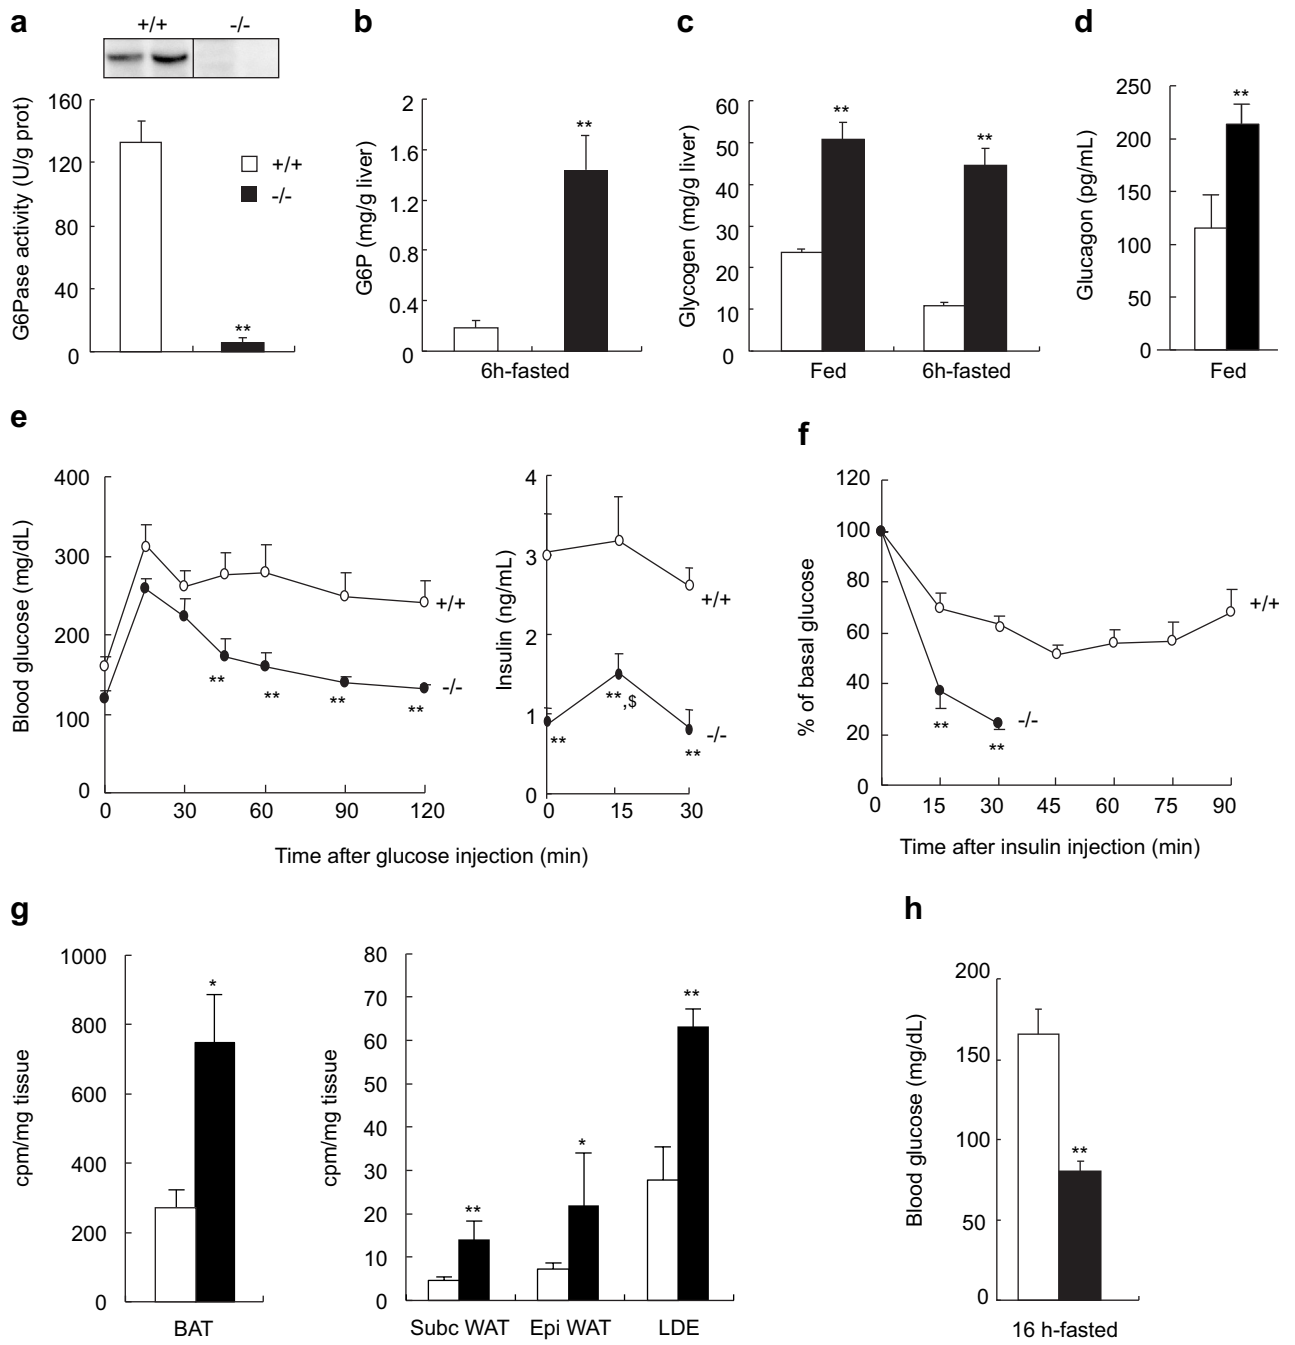 a
+/+ -/-
G6Pase activity (U/g prot)
160
120
80
40
0
+/+
-/-
**
b
G6P (mg/g liver)
2
1.6
1.2
0.8
0.4
0
**
6h-fasted
c
Glycogen (mg/g liver)
60
50
40
30
20
10
0
**
**
Fed 6h-fasted
d
Glucagon (pg/mL)
250
200
150
100
50
0
**
Fed
e
Blood glucose (mg/dL)
400
300
200
100
0
+/+
-/-
** ** ** **
0 30 60 90 120
Insulin (ng/mL)
4
3
2
1
0
+/+
**,$
-/-
** **
0 15 30
Time after glucose injection (min)
f
% of basal glucose
120
100
80
60
40
20
0
+/+
-/-
**
**
0 15 30 45 60 75 90
Time after insulin injection (min)
g
cpm/mg tissue
1000
800
600
400
200
0
*
BAT
cpm/mg tissue
80
70
60
50
40
30
20
10
0
**
*
**
Subc WAT Epi WAT LDE
h
Blood glucose (mg/dL)
200
150
100
50
0
**
16 h-fasted